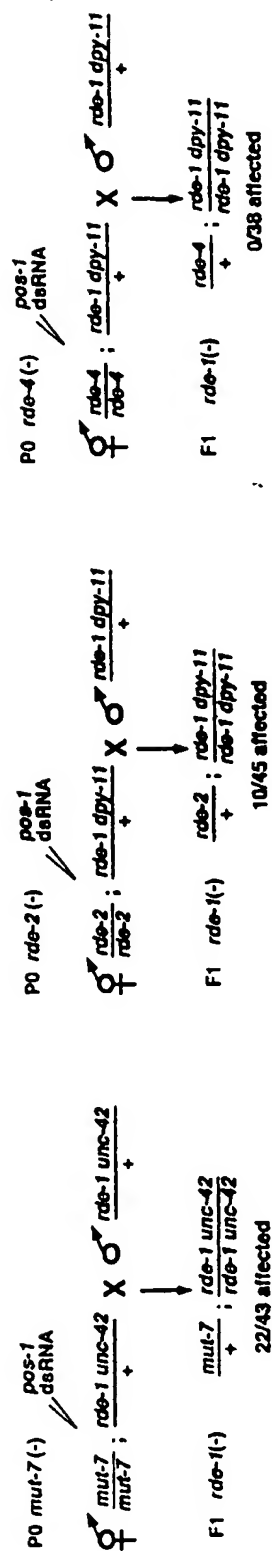 P0 mut-7 (-)
pos-1
dsRNA
mut-7
mut-7
;
rde-1 unc-42
+
X
rde-1 unc-42
+
F1 rde-1(-)
mut-7
+
;
rde-1 unc-42
rde-1 unc-42
22/43 affected
P0 rde-2 (-)
pos-1
dsRNA
rde-2
rde-2
;
rde-1 dpy-11
+
X
rde-1 dpy-11
+
F1 rde-1(-)
rde-2
+
;
rde-1 dpy-11
rde-1 dpy-11
10/45 affected
P0 rde-4 (-)
pos-1
dsRNA
rde-4
rde-4
;
rde-1 dpy-11
+
X
rde-1 dpy-11
+
F1 rde-1(-)
rde-4
+
;
rde-1 dpy-11
rde-1 dpy-11
0/38 affected